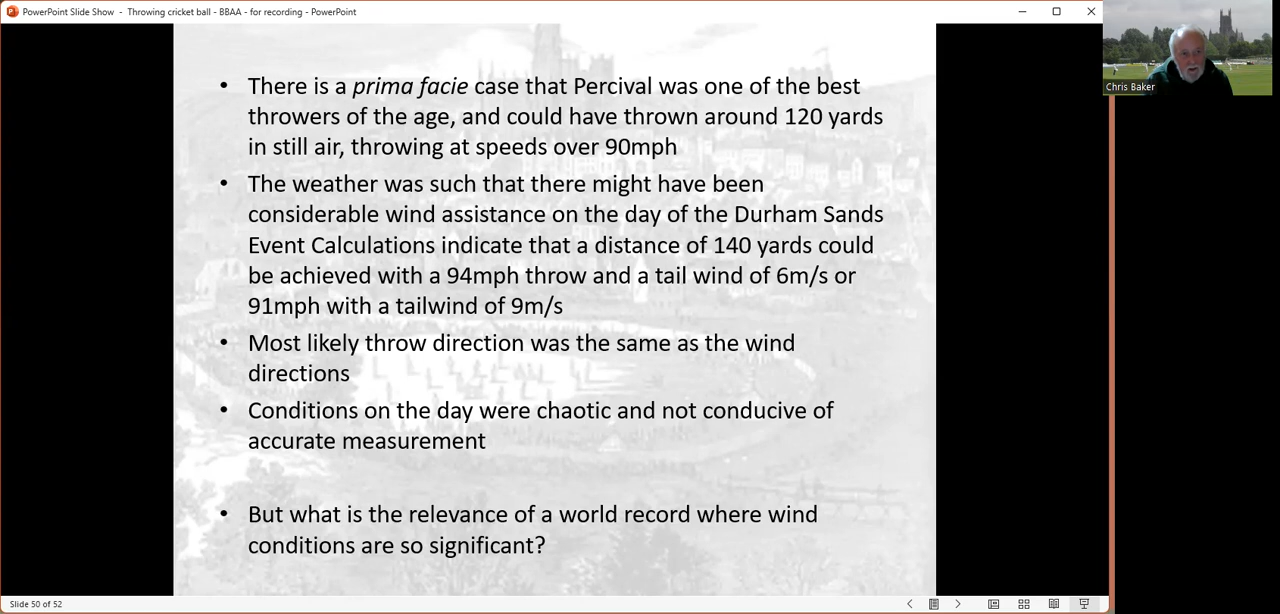 PowerPoint Slide Show - Throwing cricket ball - BBAA - for recording - PowerPoint
Chris Baker
• There is a prima facie case that Percival was one of the best
throwers of the age, and could have thrown around 120 yards
in still air, throwing at speeds over 90mph
• The weather was such that there might have been
considerable wind assistance on the day of the Durham Sands
Event Calculations indicate that a distance of 140 yards could
be achieved with a 94mph throw and a tail wind of 6m/s or
91mph with a tailwind of 9m/s
• Most likely throw direction was the same as the wind
directions
• Conditions on the day were chaotic and not conducive of
accurate measurement
• But what is the relevance of a world record where wind
conditions are so significant?
Slide 50 of 52